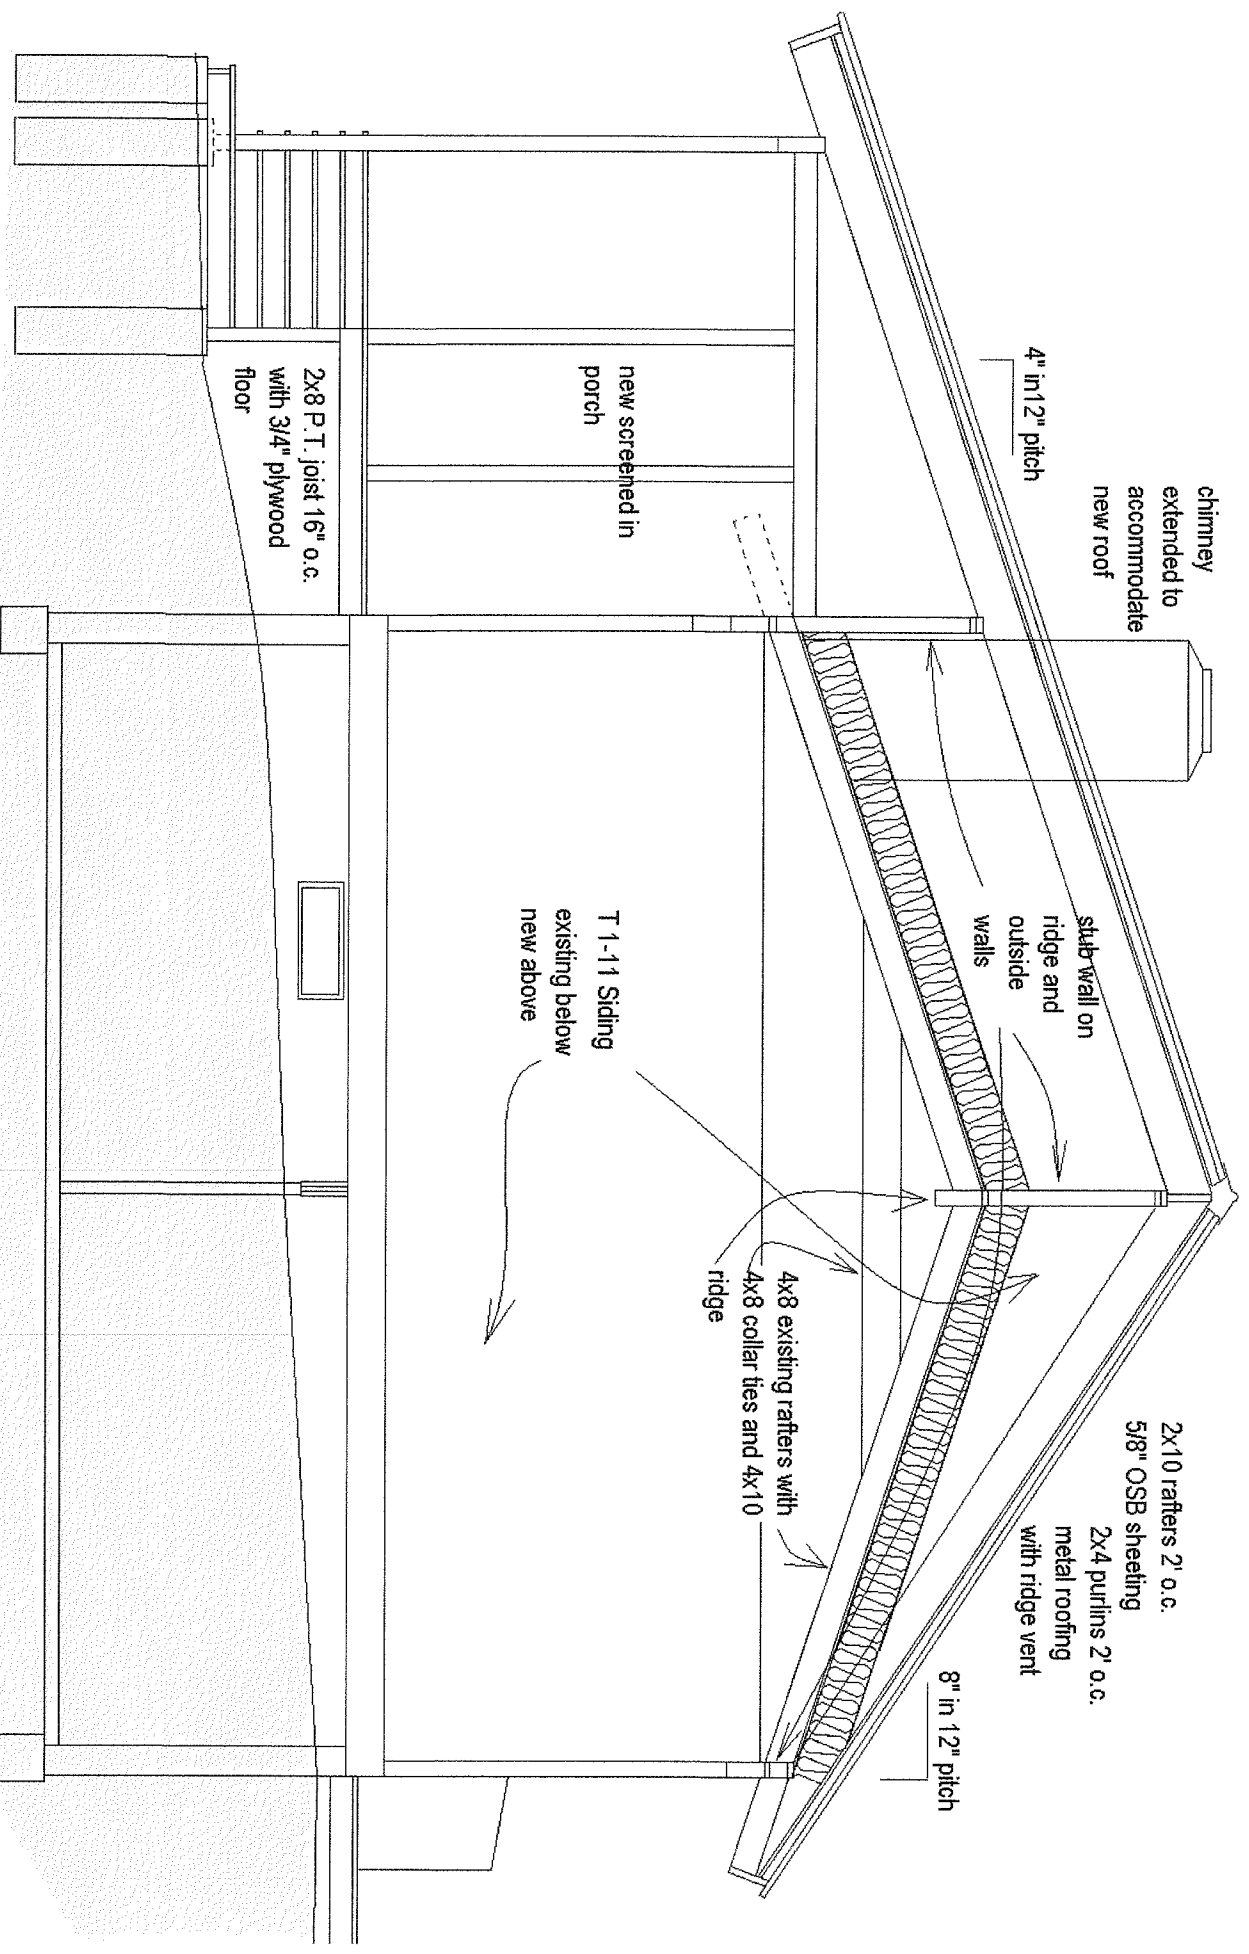 chimney
extended to
accommodate
new roof
4" in12" pitch
stub wall on
ridge and
outside
walls
2x10 rafters 2' o.c.
5/8" OSB sheeting
2x4 purlins 2' o.c.
metal roofing
with ridge vent
8" in 12" pitch
4x8 existing rafters with
4x8 collar ties and 4x10
ridge
new screened in
porch
T 1-11 Siding
existing below
new above
2x8 P.T. joist 16" o.c.
with 3/4" plywood
floor